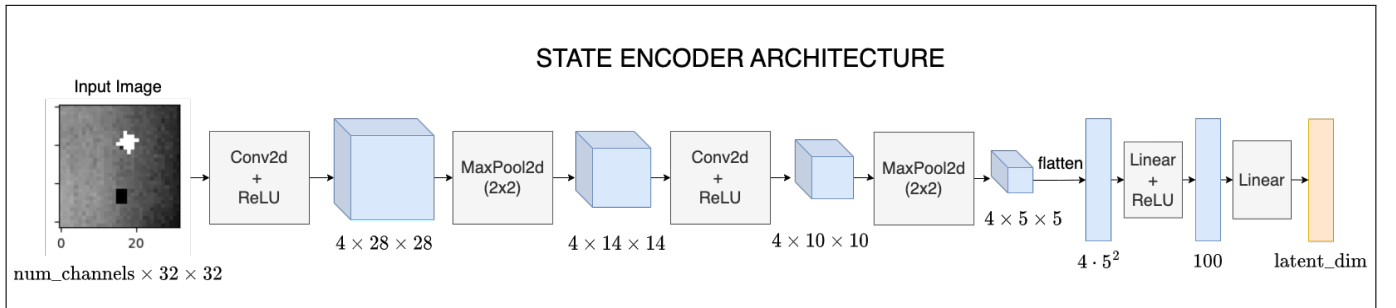 STATE ENCODER ARCHITECTURE
Input Image
0
20
num_channels × 32 × 32
Conv2d
+
ReLU
4 × 28 × 28
MaxPool2d
(2x2)
4 × 14 × 14
Conv2d
+
ReLU
4 × 10 × 10
MaxPool2d
(2x2)
4 × 5 × 5
flatten
4 · 5²
Linear
+
ReLU
100
Linear
latent_dim